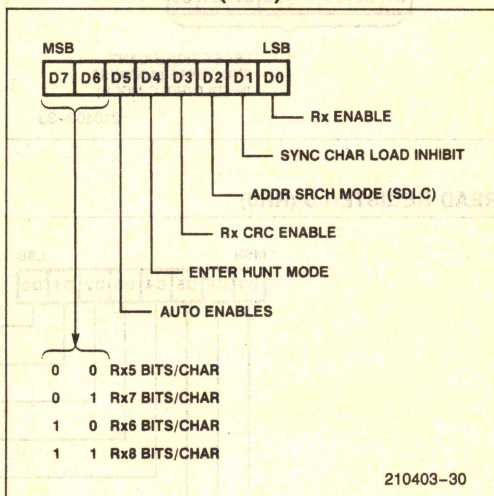 MSB LSB
D7 D6 D5 D4 D3 D2 D1 D0
Rx ENABLE
SYNC CHAR LOAD INHIBIT
ADDR SRCH MODE (SDLC)
Rx CRC ENABLE
ENTER HUNT MODE
AUTO ENABLES
0 0 Rx5 BITS/CHAR
0 1 Rx7 BITS/CHAR
1 0 Rx6 BITS/CHAR
1 1 Rx8 BITS/CHAR
210403-30